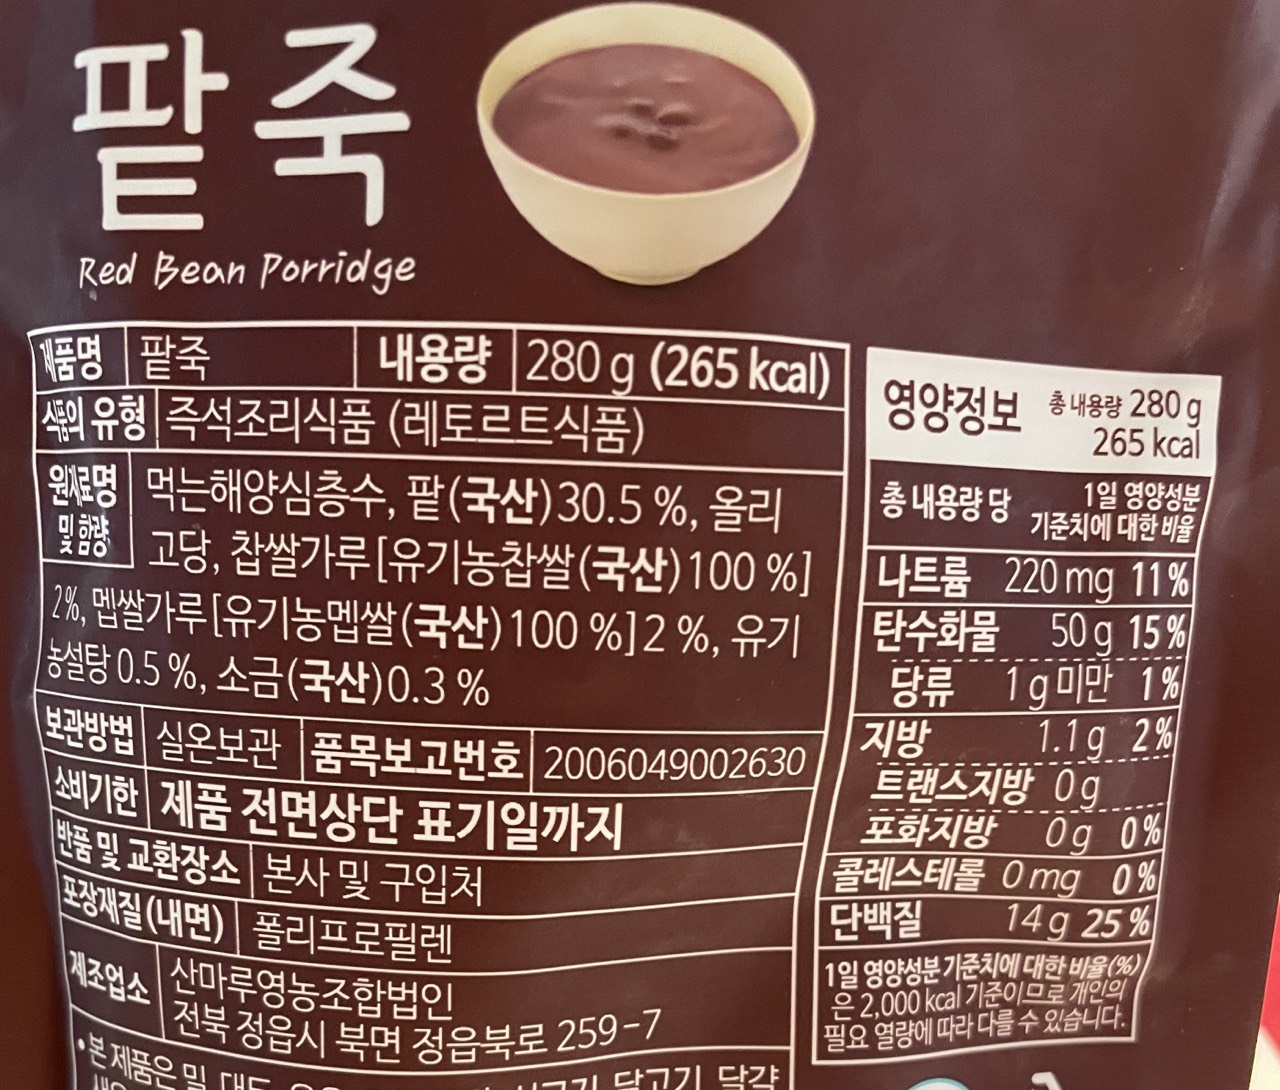 팥죽
Red Bean Porridge
제품명 팥죽 내용량 280 g (265 kcal)
식품의 유형 즉석조리식품 (레토르트식품)
원재료명 및 함량 먹는해양심층수, 팥(국산)30.5 %, 올리
고당, 찹쌀가루[유기농찹쌀(국산)100 %]
2%, 멥쌀가루[유기농멥쌀(국산)100 %]2 %, 유기
농설탕 0.5 %, 소금(국산)0.3 %
보관방법 실온보관 품목보고번호 2006049002630
소비기한 제품 전면상단 표기일까지
반품 및 교환장소 본사 및 구입처
포장재질(내면) 폴리프로필렌
제조업소 산마루영농조합법인
전북 정읍시 북면 정읍북로 259-7
• 본 제품은 밀, 닭고기, 달걀
영양정보 총 내용량 280 g
265 kcal
총 내용량 당 1일 영양성분
기준치에 대한 비율
나트륨 220 mg 11 %
탄수화물 50 g 15 %
당류 1 g 미만 1 %
지방 1.1 g 2 %
트랜스지방 0 g
포화지방 0 g 0 %
콜레스테롤 0 mg 0 %
단백질 14 g 25 %
1일 영양성분 기준치에 대한 비율(%)
은 2,000 kcal 기준이므로 개인의
필요 열량에 따라 다를 수 있습니다.